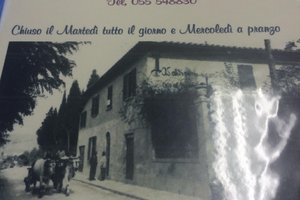 Tel. 055 548830
Chiuso il Martedì tutto il giorno e Mercoledì a pranzo